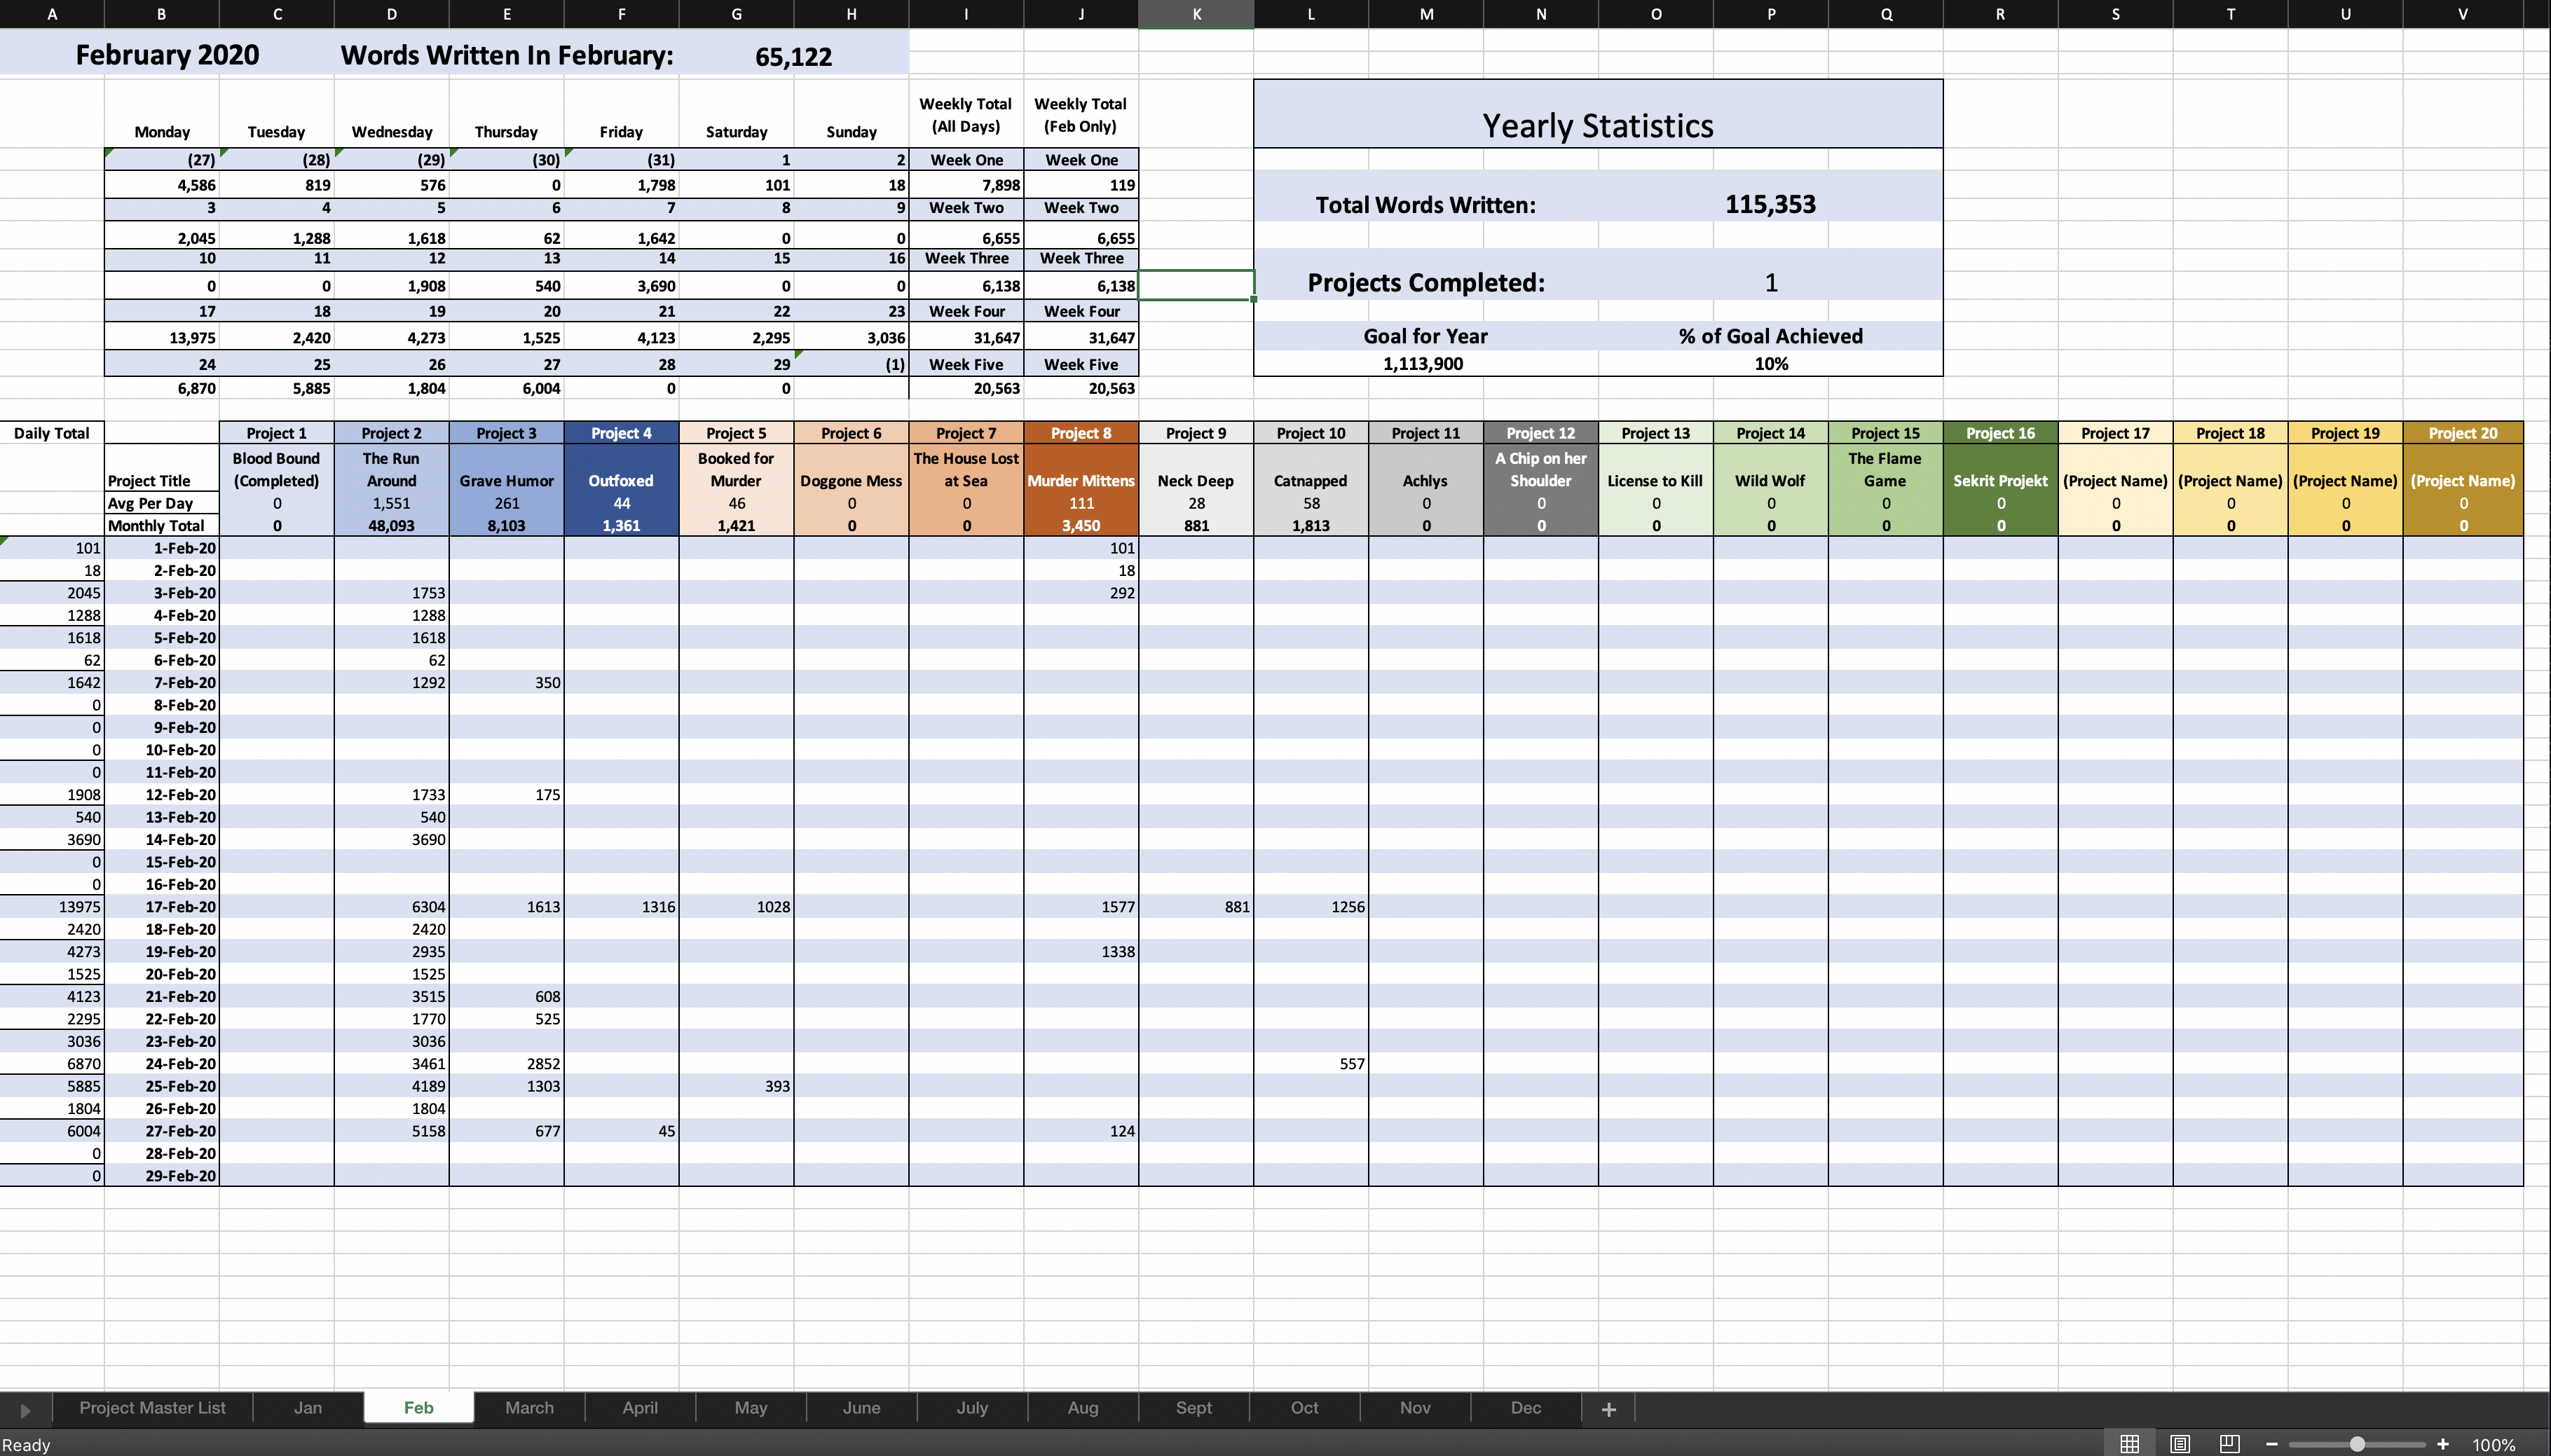 A B C D E F G H I J K L M N O P Q R S T U V
February 2020 Words Written In February: 65,122
Weekly Total Weekly Total
Monday Tuesday Wednesday Thursday Friday Saturday Sunday (All Days) (Feb Only)
Yearly Statistics
(27) (28) (29) (30) (31) 1 2 Week One Week One
4,586 819 576 0 1,798 101 18 7,898 119
3 4 5 6 7 8 9 Week Two Week Two
Total Words Written: 115,353
2,045 1,288 1,618 62 1,642 0 0 6,655 6,655
10 11 12 13 14 15 16 Week Three Week Three
0 0 1,908 540 3,690 0 0 6,138 6,138
Projects Completed: 1
17 18 19 20 21 22 23 Week Four Week Four
13,975 2,420 4,273 1,525 4,123 2,295 3,036 31,647 31,647
Goal for Year % of Goal Achieved
24 25 26 27 28 29 (1) Week Five Week Five
1,113,900 10%
6,870 5,885 1,804 6,004 0 0 20,563 20,563
Daily Total Project 1 Project 2 Project 3 Project 4 Project 5 Project 6 Project 7 Project 8 Project 9 Project 10 Project 11 Project 12 Project 13 Project 14 Project 15 Project 16 Project 17 Project 18 Project 19 Project 20
Blood Bound The Run Booked for The House Lost A Chip on her The Flame
Project Title (Completed) Around Grave Humor Outfoxed Murder Doggone Mess at Sea Murder Mittens Neck Deep Catnapped Achlys Shoulder License to Kill Wild Wolf Game Sekrit Projekt (Project Name) (Project Name) (Project Name) (Project Name)
Avg Per Day 0 1,551 261 44 46 0 0 111 28 58 0 0 0 0 0 0 0 0 0 0
Monthly Total 0 48,093 8,103 1,361 1,421 0 0 3,450 881 1,813 0 0 0 0 0 0 0 0 0 0
101 1-Feb-20 101
18 2-Feb-20 18
2045 3-Feb-20 1753 292
1288 4-Feb-20 1288
1618 5-Feb-20 1618
62 6-Feb-20 62
1642 7-Feb-20 1292 350
0 8-Feb-20
0 9-Feb-20
0 10-Feb-20
0 11-Feb-20
1908 12-Feb-20 1733 175
540 13-Feb-20 540
3690 14-Feb-20 3690
0 15-Feb-20
0 16-Feb-20
13975 17-Feb-20 6304 1613 1316 1028 1577 881 1256
2420 18-Feb-20 2420
4273 19-Feb-20 2935 1338
1525 20-Feb-20 1525
4123 21-Feb-20 3515 608
2295 22-Feb-20 1770 525
3036 23-Feb-20 3036
6870 24-Feb-20 3461 2852 557
5885 25-Feb-20 4189 1303 393
1804 26-Feb-20 1804
6004 27-Feb-20 5158 677 45 124
0 28-Feb-20
0 29-Feb-20
Project Master List Jan Feb March April May June July Aug Sept Oct Nov Dec +
Ready − + 100%